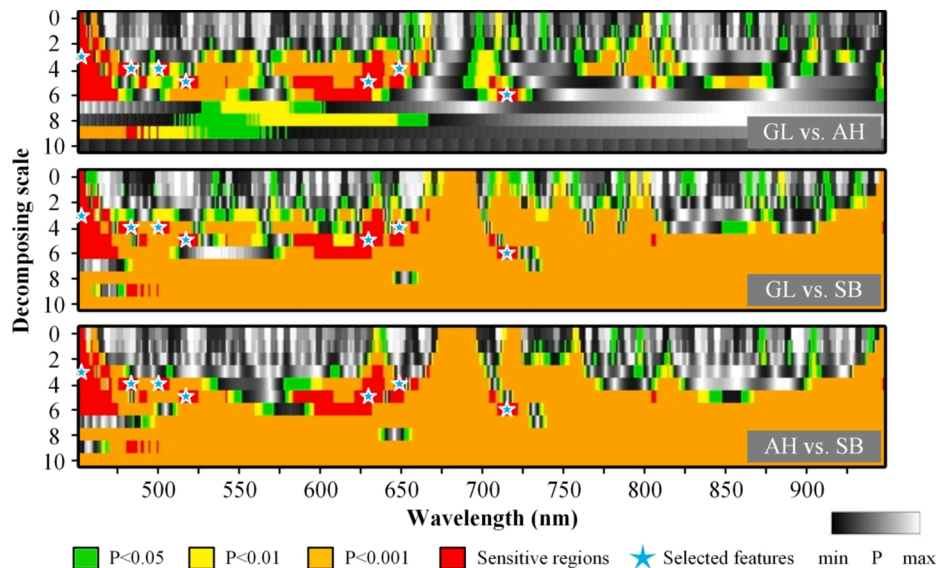 0
2
4
6
8
10
GL vs. AH
0
2
4
6
8
10
GL vs. SB
0
2
4
6
8
10
AH vs. SB
Decomposing scale
500 550 600 650 700 750 800 850 900
Wavelength (nm)
P<0.05 P<0.01 P<0.001 Sensitive regions Selected features min P max